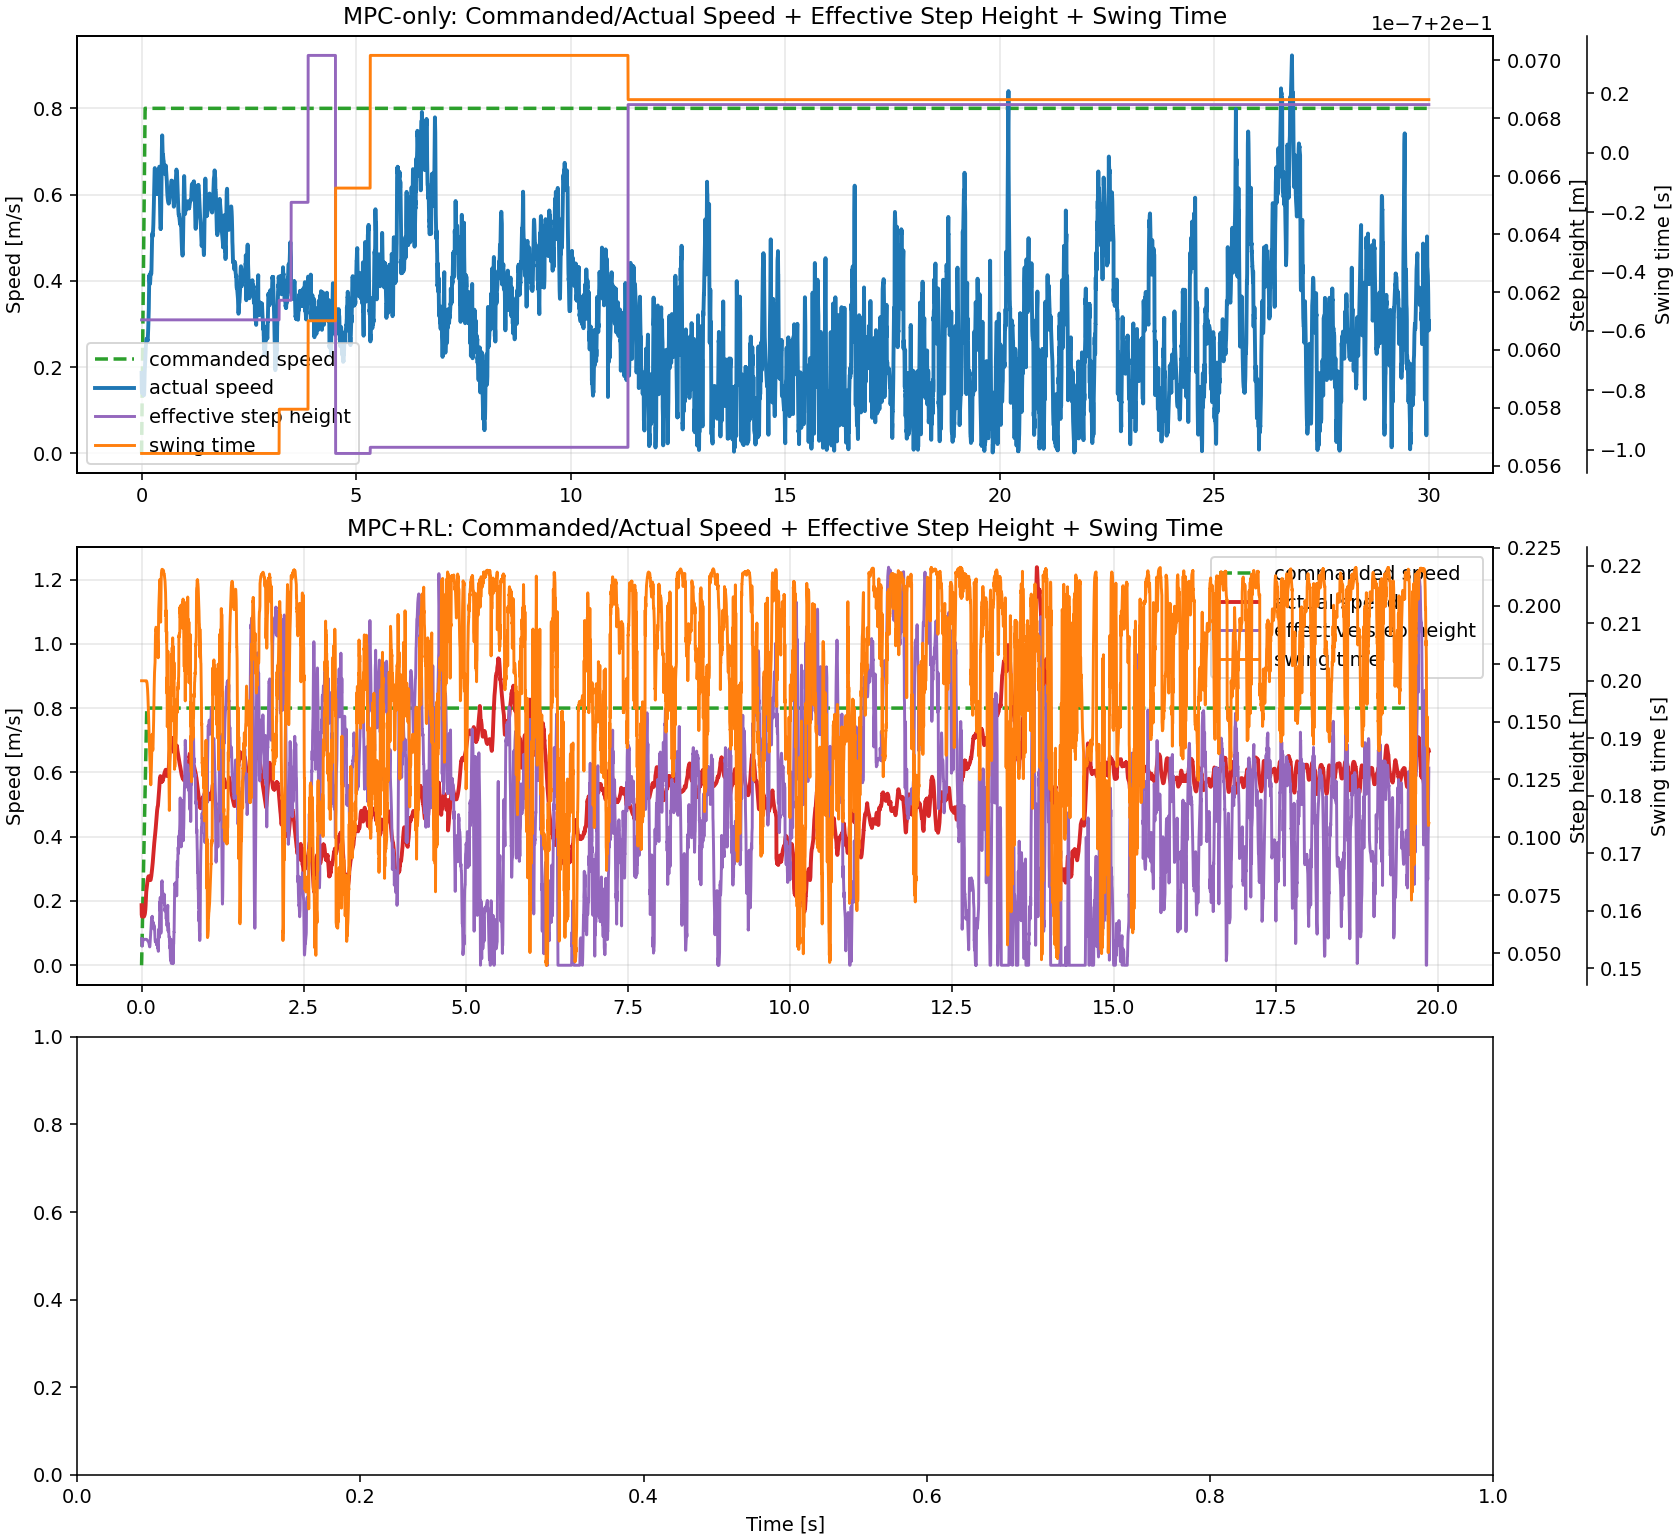 MPC-only: Commanded/Actual Speed + Effective Step Height + Swing Time
1e−7+2e−1
Speed [m/s]
0.8
0.6
0.4
0.2
0.0
commanded speed
actual speed
effective step height
swing time
0.070
0.068
0.066
0.064
0.062
0.060
0.058
0.056
Step height [m]
0.2
0.0
−0.2
−0.4
−0.6
−0.8
−1.0
Swing time [s]
0 5 10 15 20 25 30
MPC+RL: Commanded/Actual Speed + Effective Step Height + Swing Time
Speed [m/s]
1.2
1.0
0.8
0.6
0.4
0.2
0.0
commanded speed
actual speed
effective step height
swing time
0.225
0.200
0.175
0.150
0.125
0.100
0.075
0.050
Step height [m]
0.22
0.21
0.20
0.19
0.18
0.17
0.16
0.15
Swing time [s]
0.0 2.5 5.0 7.5 10.0 12.5 15.0 17.5 20.0
1.0
0.8
0.6
0.4
0.2
0.0
0.0 0.2 0.4 0.6 0.8 1.0
Time [s]